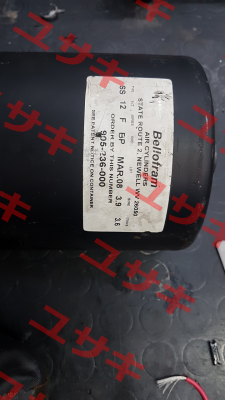 Bellofram
AIR CYLINDERS
STATE ROUTE 2, NEWELL WV 26050
SS 12 F BP MAR.08 3.9 3.6
ORDER BY THIS NUMBER
905-236-000
SEE PATENT NOTICE ON CONTAINER
ユサキ
ユサキ
ユサキ
ユサキ
ユサキ
ユサキ